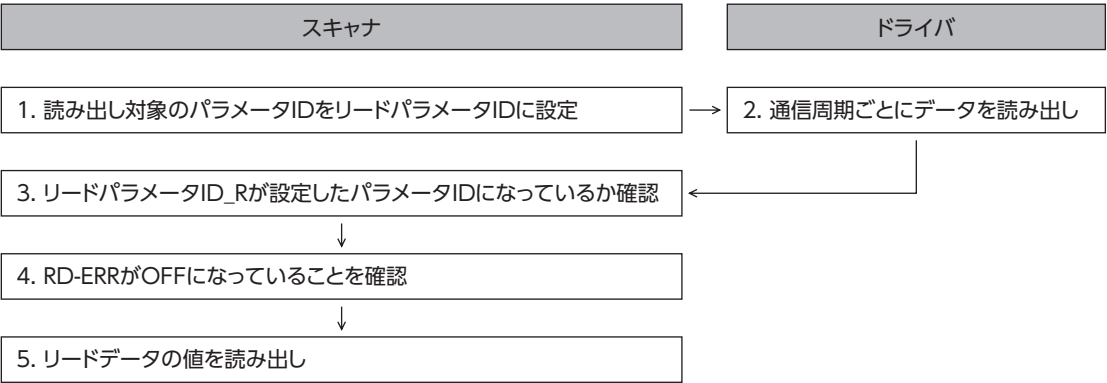 スキャナ
ドライバ
1. 読み出し対象のパラメータIDをリードパラメータIDに設定
2. 通信周期ごとにデータを読み出し
3. リードパラメータID_Rが設定したパラメータIDになっているか確認
4. RD-ERRがOFFになっていることを確認
5. リードデータの値を読み出し